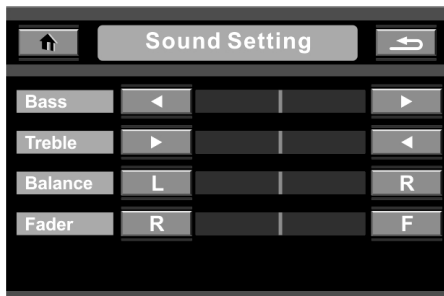 Sound Setting
Bass
Treble
Balance L R
Fader R F